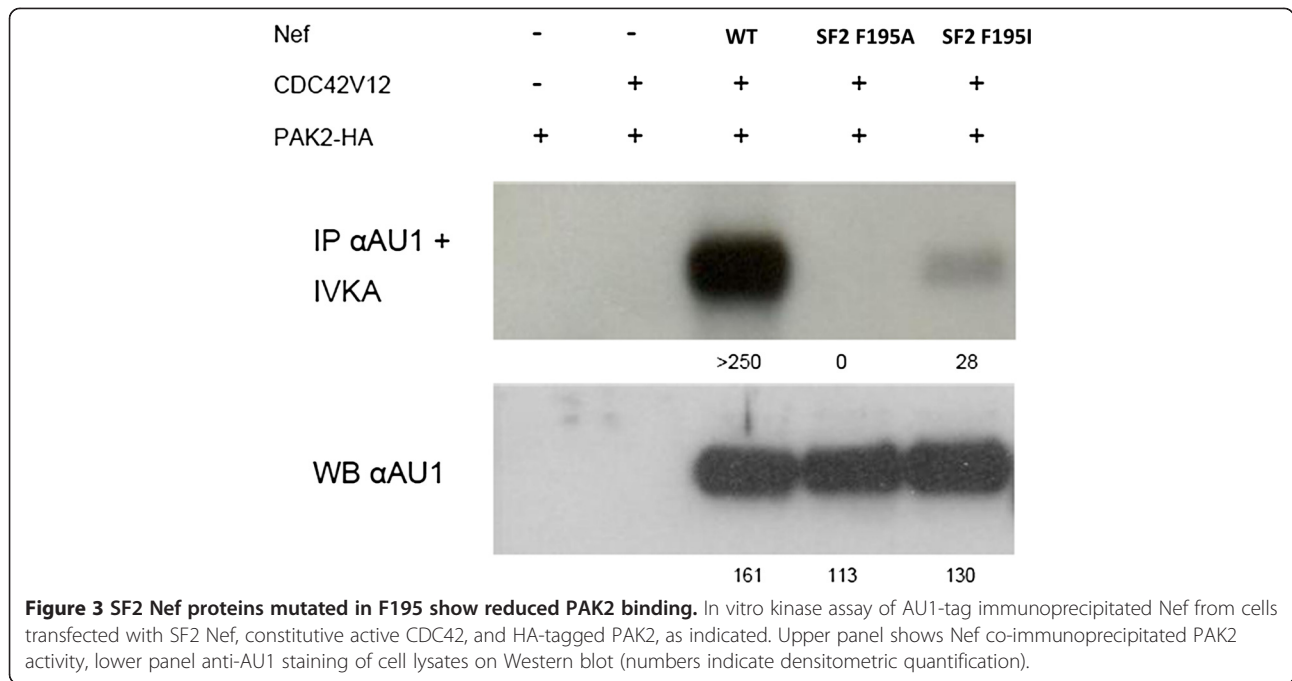 Nef - - WT SF2 F195A SF2 F195I
CDC42V12 - + + + +
PAK2-HA + + + + +
IP αAU1 +
IVKA
>250 0 28
WB αAU1
161 113 130
Figure 3 SF2 Nef proteins mutated in F195 show reduced PAK2 binding. In vitro kinase assay of AU1-tag immunoprecipitated Nef from cells
transfected with SF2 Nef, constitutive active CDC42, and HA-tagged PAK2, as indicated. Upper panel shows Nef co-immunoprecipitated PAK2
activity, lower panel anti-AU1 staining of cell lysates on Western blot (numbers indicate densitometric quantification).